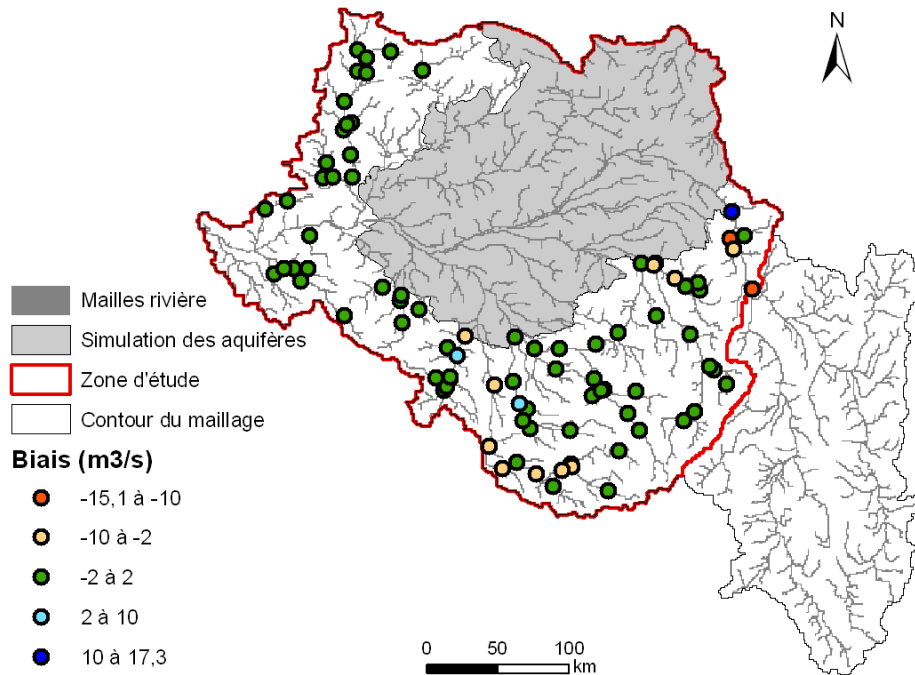 N
Mailles rivière
Simulation des aquifères
Zone d'étude
Contour du maillage
Biais (m3/s)
-15,1 à -10
-10 à -2
-2 à 2
2 à 10
10 à 17,3
0 50 100
km